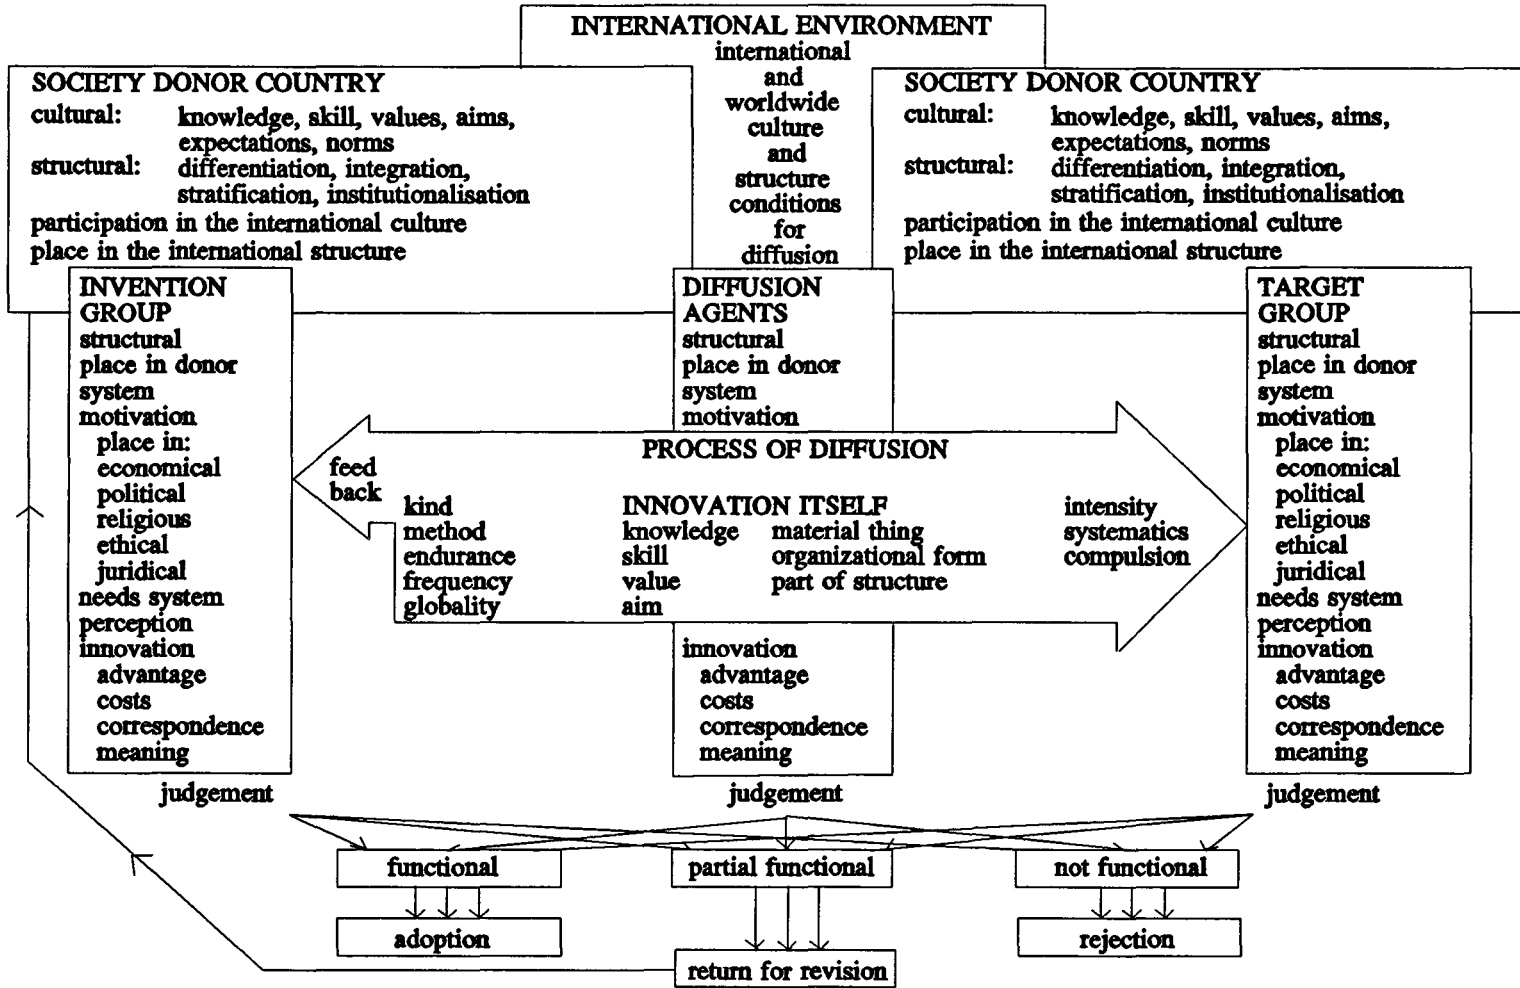 INTERNATIONAL ENVIRONMENT
international
and
worldwide
culture
and
structure
conditions
for
diffusion
SOCIETY DONOR COUNTRY
cultural: knowledge, skill, values, aims,
expectations, norms
structural: differentiation, integration,
stratification, institutionalisation
participation in the international culture
place in the international structure
SOCIETY DONOR COUNTRY
cultural: knowledge, skill, values, aims,
expectations, norms
structural: differentiation, integration,
stratification, institutionalisation
participation in the international culture
place in the international structure
INVENTION
GROUP
structural
place in donor
system
motivation
place in:
economical
political
religious
ethical
juridical
needs system
perception
innovation
advantage
costs
correspondence
meaning
judgement
DIFFUSION
AGENTS
structural
place in donor
system
motivation
PROCESS OF DIFFUSION
feed
back
kind
method
endurance
frequency
globality
INNOVATION ITSELF
knowledge material thing
skill organizational form
value part of structure
aim
intensity
systematics
compulsion
innovation
advantage
costs
correspondence
meaning
judgement
TARGET
GROUP
structural
place in donor
system
motivation
place in:
economical
political
religious
ethical
juridical
needs system
perception
innovation
advantage
costs
correspondence
meaning
judgement
functional
partial functional
not functional
adoption
return for revision
rejection